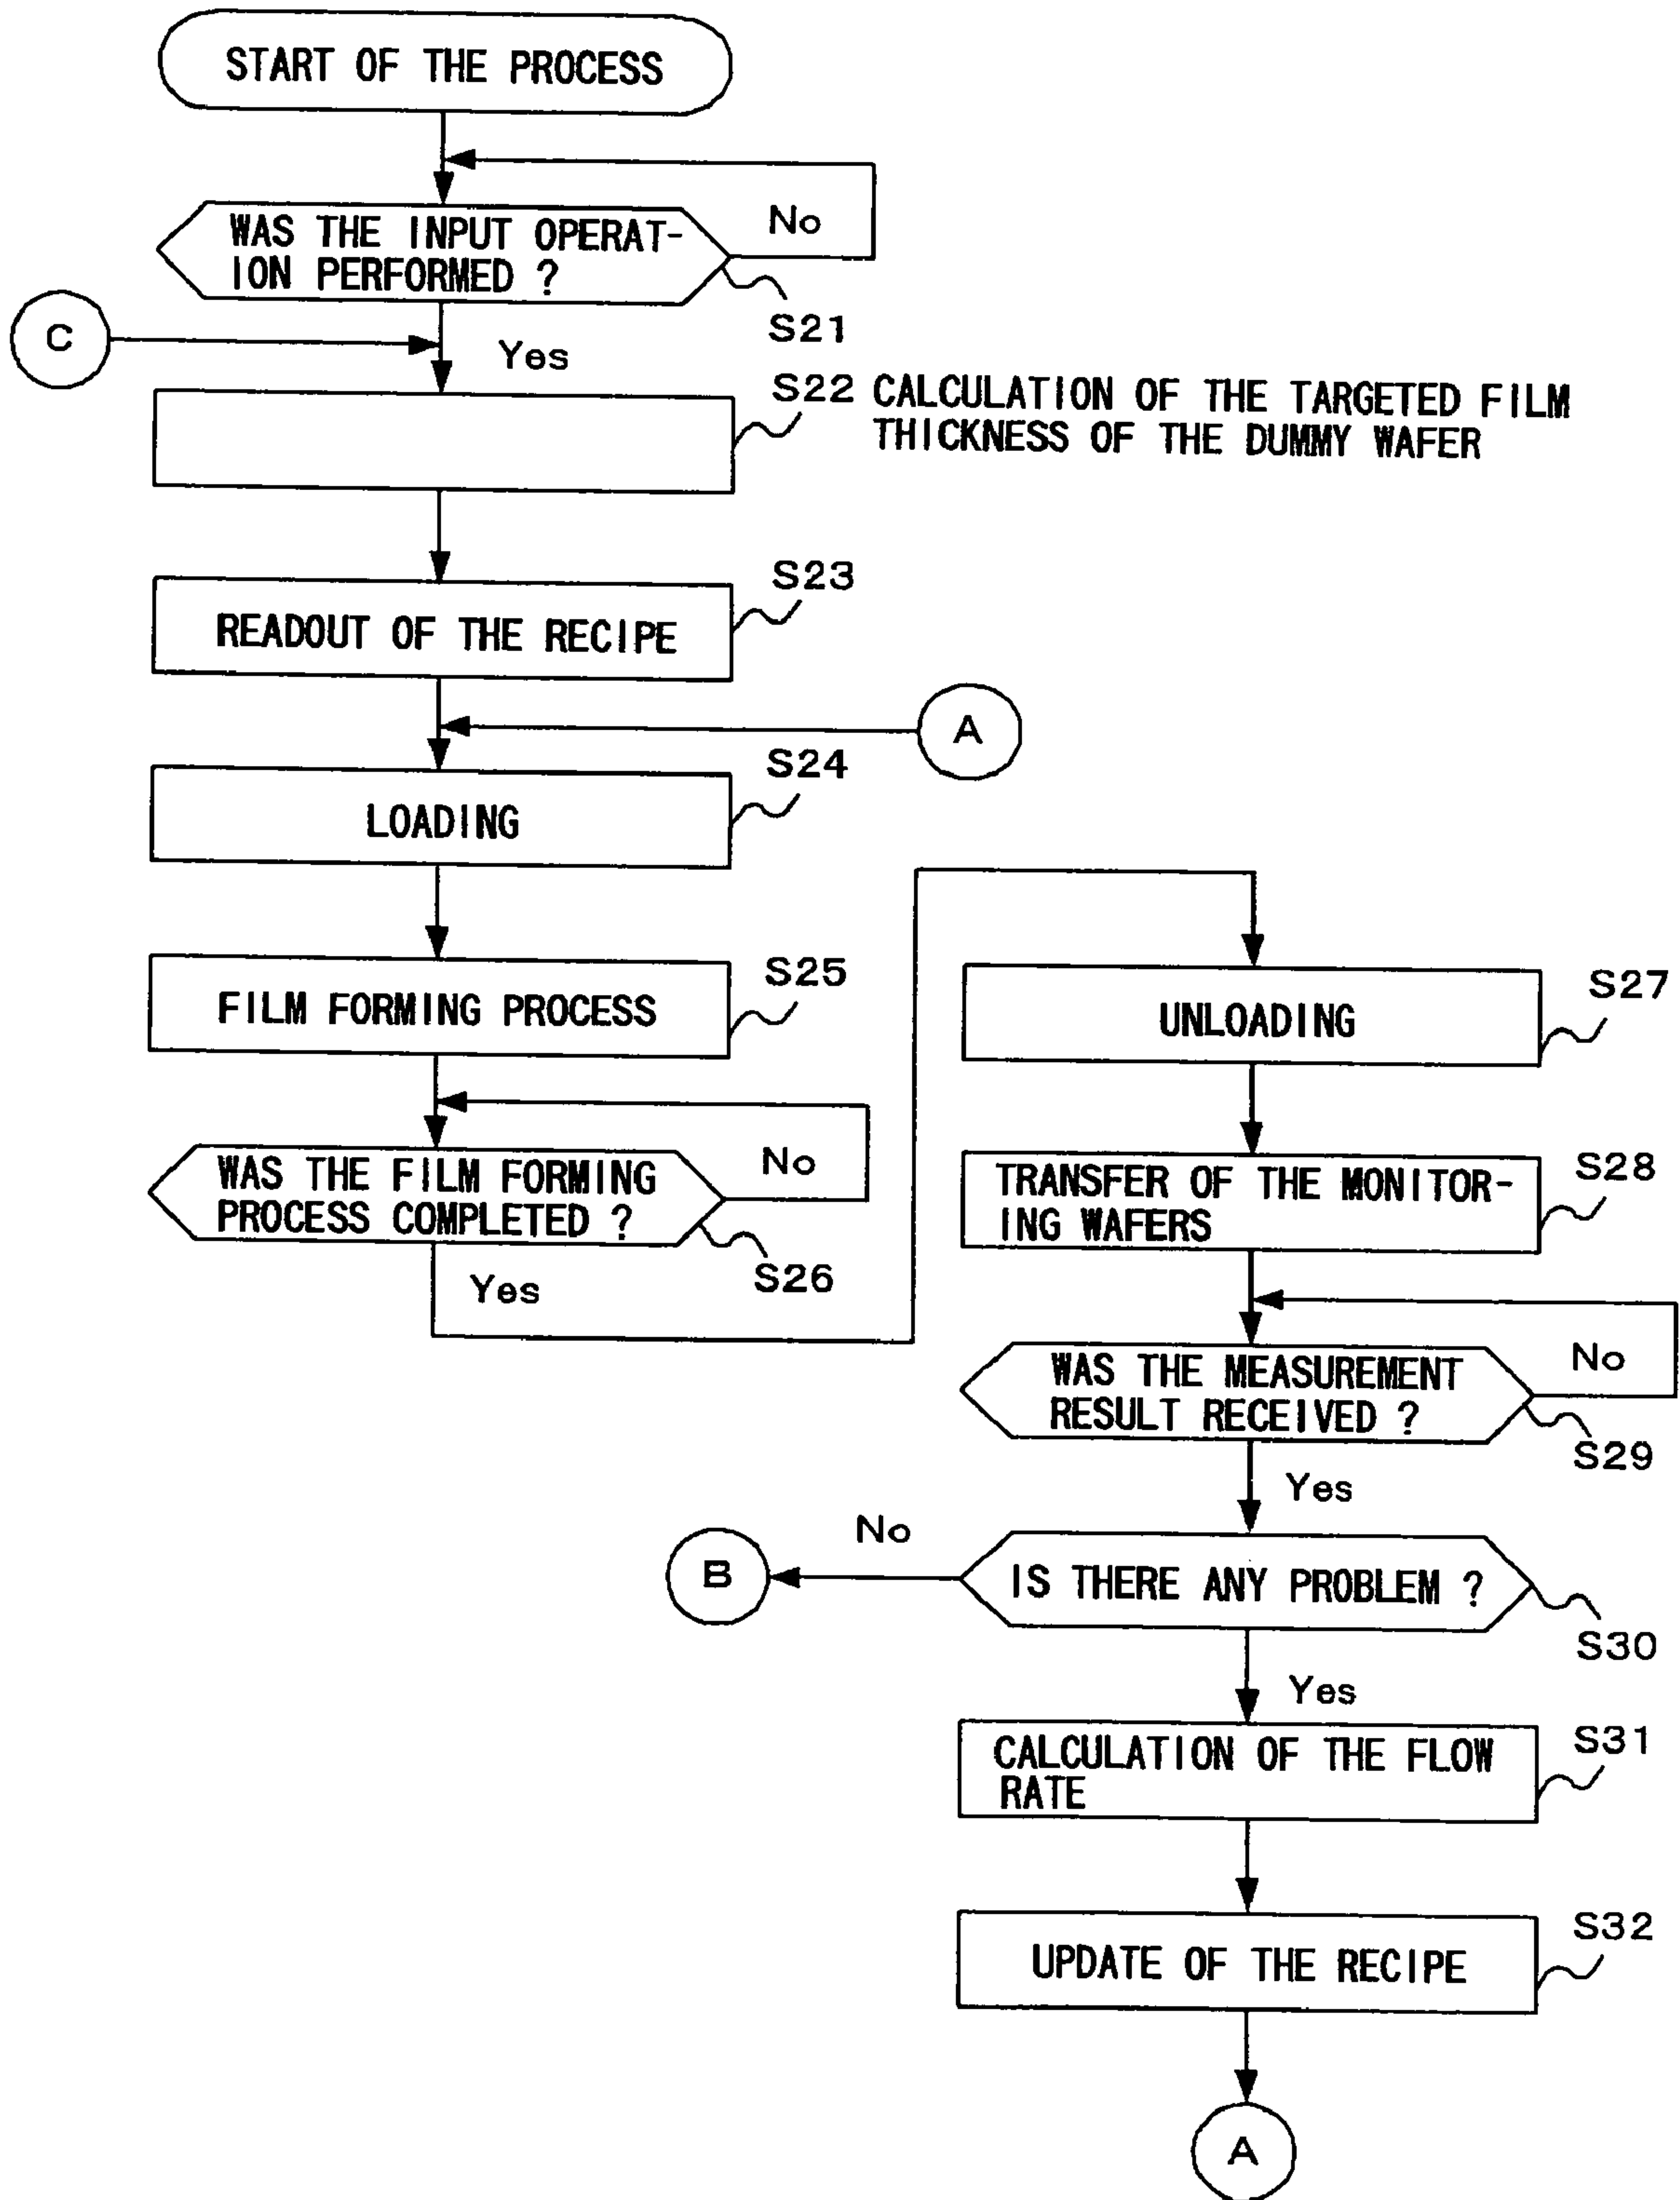 START OF THE PROCESS
No
WAS THE INPUT OPERAT-
ION PERFORMED ?
S21
C
Yes
S22 CALCULATION OF THE TARGETED FILM
THICKNESS OF THE DUMMY WAFER
S23
READOUT OF THE RECIPE
A
S24
LOADING
S25
FILM FORMING PROCESS
No
WAS THE FILM FORMING
PROCESS COMPLETED ?
S26
Yes
S27
UNLOADING
S28
TRANSFER OF THE MONITOR-
ING WAFERS
No
WAS THE MEASUREMENT
RESULT RECEIVED ?
S29
Yes
No
B
IS THERE ANY PROBLEM ?
S30
Yes
S31
CALCULATION OF THE FLOW
RATE
S32
UPDATE OF THE RECIPE
A